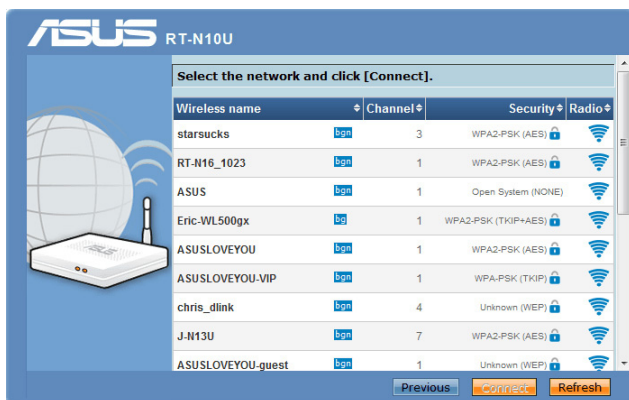 ASUS RT-N10U
Select the network and click [Connect].
Wireless name Channel Security Radio
starsucks bgn 3 WPA2-PSK (AES)
RT-N16_1023 bgn 1 WPA2-PSK (AES)
ASUS bgn 1 Open System (NONE)
Eric-WL500gx bg 1 WPA2-PSK (TKIP+AES)
ASUSLOVEYOU bgn 1 WPA2-PSK (AES)
ASUSLOVEYOU-VIP bgn 1 WPA-PSK (TKIP)
chris_dlink bgn 4 Unknown (WEP)
J-N13U bgn 7 WPA2-PSK (AES)
ASUSLOVEYOU-guest bgn 1 Unknown (WEP)
ASUS
Previous Connect Refresh